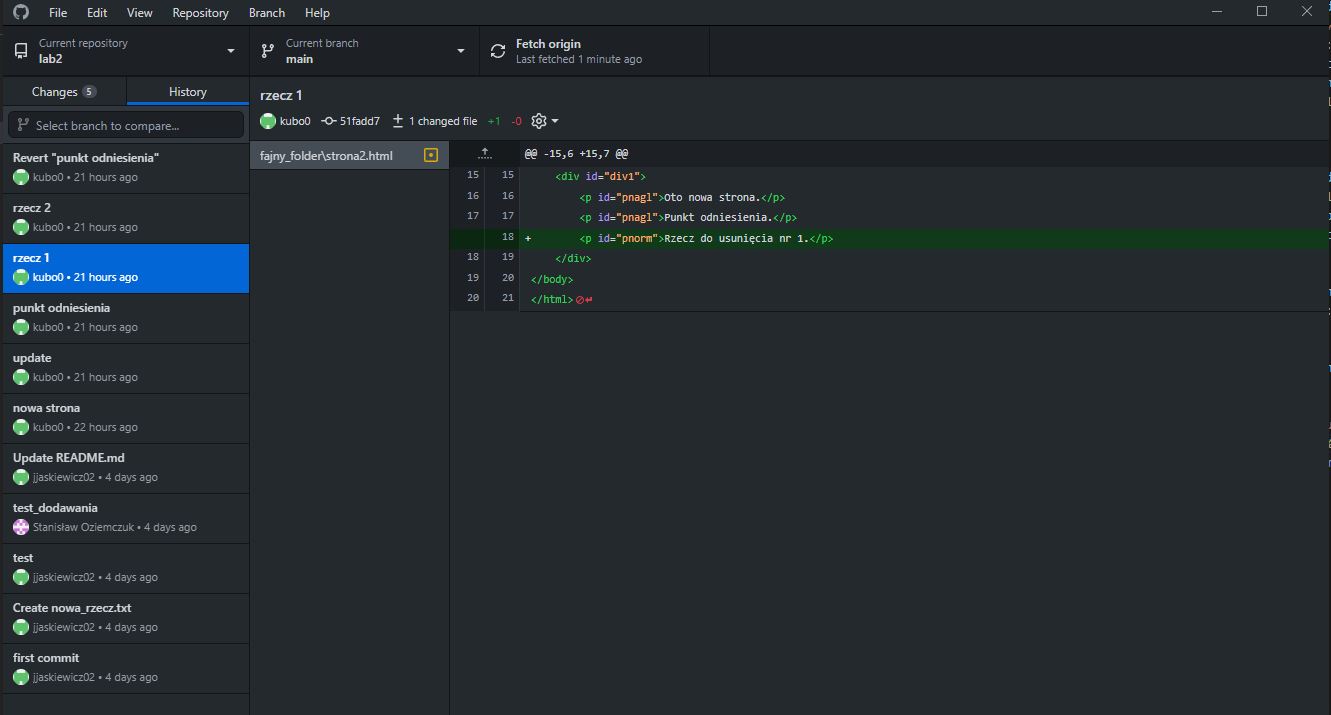 File Edit View Repository Branch Help
Current repository
lab2
Current branch
main
Fetch origin
Last fetched 1 minute ago
Changes 5
History
Select branch to compare...
Revert "punkt odniesienia"
kubo0 • 21 hours ago
rzecz 2
kubo0 • 21 hours ago
rzecz 1
kubo0 • 21 hours ago
punkt odniesienia
kubo0 • 21 hours ago
update
kubo0 • 21 hours ago
nowa strona
kubo0 • 22 hours ago
Update README.md
jjaskiewicz02 • 4 days ago
test_dodawania
Stanisław Oziemczuk • 4 days ago
test
jjaskiewicz02 • 4 days ago
Create nowa_rzecz.txt
jjaskiewicz02 • 4 days ago
first commit
jjaskiewicz02 • 4 days ago
rzecz 1
kubo0 51fadd7 1 changed file +1 -0
fajny_folder\strona2.html
@@ -15,6 +15,7 @@
15 15 <div id="div1">
16 16 <p id="pnagl">Oto nowa strona.</p>
17 17 <p id="pnagl">Punkt odniesienia.</p>
18 + <p id="pnorm">Rzecz do usunięcia nr 1.</p>
18 19 </div>
19 20 </body>
20 21 </html>